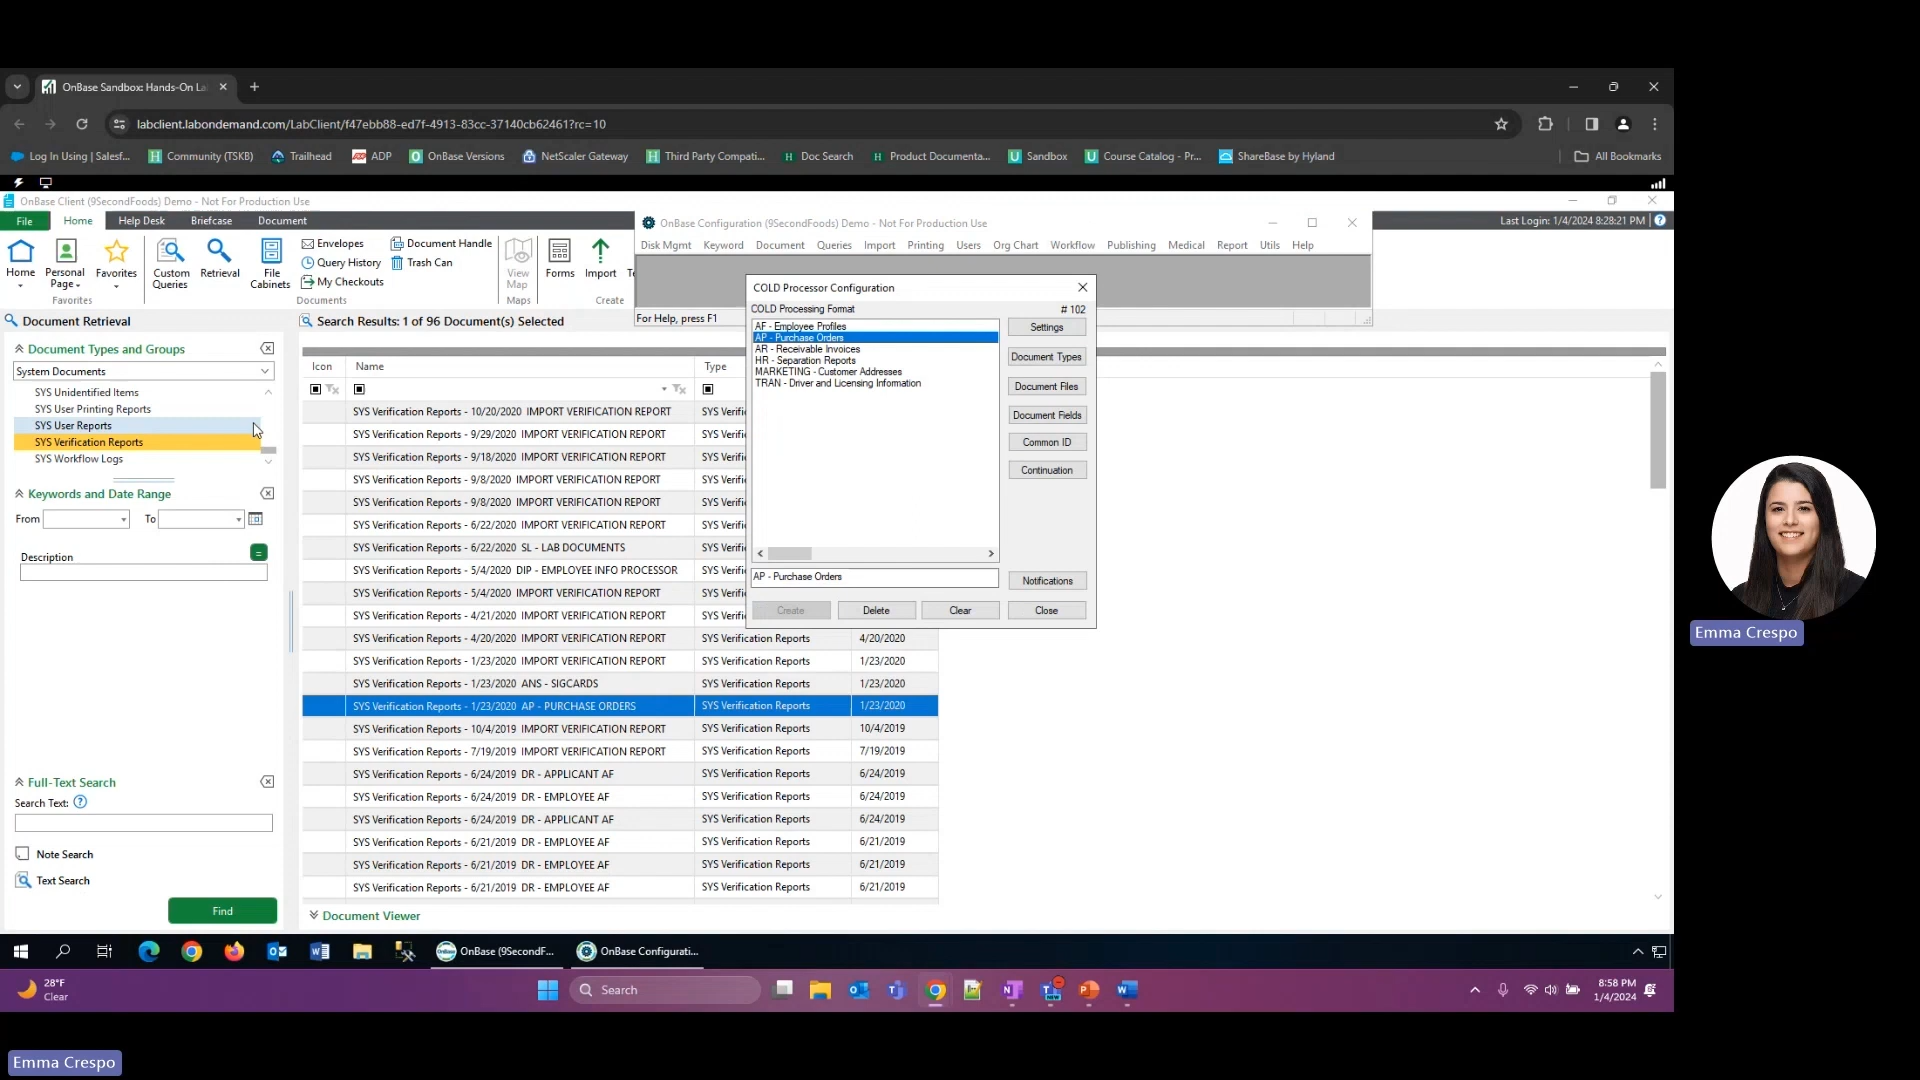 OnBase Sandbox: Hands-On La
labclient.labondemand.com/LabClient/f47ebb88-ed7f-4913-83cc-37140cb62461?rc=10
Log In Using | Salesf... Community (TSKB) Trailhead ADP OnBase Versions NetScaler Gateway Third Party Compati... Doc Search Product Documenta... Sandbox Course Catalog - Pr... ShareBase by Hyland All Bookmarks
OnBase Client (9SecondFoods) Demo - Not For Production Use
File Home Help Desk Briefcase Document
Last Login: 1/4/2024 8:28:21 PM
Home
Personal Page
Favorites
Custom Queries
Retrieval
File Cabinets
Envelopes
Query History
My Checkouts
Document Handle
Trash Can
View Map
Forms
Import
Te
Favorites Documents Maps Create
OnBase Configuration (9SecondFoods) Demo - Not For Production Use
Disk Mgmt Keyword Document Queries Import Printing Users Org Chart Workflow Publishing Medical Report Utils Help
For Help, press F1
COLD Processor Configuration
COLD Processing Format # 102
AF - Employee Profiles
AP - Purchase Orders
AR - Receivable Invoices
HR - Separation Reports
MARKETING - Customer Addresses
TRAN - Driver and Licensing Information
Settings
Document Types
Document Files
Document Fields
Common ID
Continuation
AP - Purchase Orders
Notifications
Create Delete Clear Close
Document Retrieval
Document Types and Groups
System Documents
SYS Unidentified Items
SYS User Printing Reports
SYS User Reports
SYS Verification Reports
SYS Workflow Logs
Keywords and Date Range
From To
Description
=
Full-Text Search
Search Text:
Note Search
Text Search
Find
Search Results: 1 of 96 Document(s) Selected
Icon Name Type
SYS Verification Reports - 10/20/2020 IMPORT VERIFICATION REPORT SYS Verifi
SYS Verification Reports - 9/29/2020 IMPORT VERIFICATION REPORT SYS Verifi
SYS Verification Reports - 9/18/2020 IMPORT VERIFICATION REPORT SYS Verifi
SYS Verification Reports - 9/8/2020 IMPORT VERIFICATION REPORT SYS Verifi
SYS Verification Reports - 9/8/2020 IMPORT VERIFICATION REPORT SYS Verifi
SYS Verification Reports - 6/22/2020 IMPORT VERIFICATION REPORT SYS Verifi
SYS Verification Reports - 6/22/2020 SL - LAB DOCUMENTS SYS Verifi
SYS Verification Reports - 5/4/2020 DIP - EMPLOYEE INFO PROCESSOR SYS Verifi
SYS Verification Reports - 5/4/2020 IMPORT VERIFICATION REPORT SYS Verifi
SYS Verification Reports - 4/21/2020 IMPORT VERIFICATION REPORT SYS Verifi
SYS Verification Reports - 4/20/2020 IMPORT VERIFICATION REPORT SYS Verification Reports 4/20/2020
SYS Verification Reports - 1/23/2020 IMPORT VERIFICATION REPORT SYS Verification Reports 1/23/2020
SYS Verification Reports - 1/23/2020 ANS - SIGCARDS SYS Verification Reports 1/23/2020
SYS Verification Reports - 1/23/2020 AP - PURCHASE ORDERS SYS Verification Reports 1/23/2020
SYS Verification Reports - 10/4/2019 IMPORT VERIFICATION REPORT SYS Verification Reports 10/4/2019
SYS Verification Reports - 7/19/2019 IMPORT VERIFICATION REPORT SYS Verification Reports 7/19/2019
SYS Verification Reports - 6/24/2019 DR - APPLICANT AF SYS Verification Reports 6/24/2019
SYS Verification Reports - 6/24/2019 DR - EMPLOYEE AF SYS Verification Reports 6/24/2019
SYS Verification Reports - 6/24/2019 DR - APPLICANT AF SYS Verification Reports 6/24/2019
SYS Verification Reports - 6/21/2019 DR - EMPLOYEE AF SYS Verification Reports 6/21/2019
SYS Verification Reports - 6/21/2019 DR - EMPLOYEE AF SYS Verification Reports 6/21/2019
SYS Verification Reports - 6/21/2019 DR - EMPLOYEE AF SYS Verification Reports 6/21/2019
Document Viewer
OnBase (9SecondF... OnBase Configurati...
28°F
Clear
Search
8:58 PM
1/4/2024
Emma Crespo
Emma Crespo